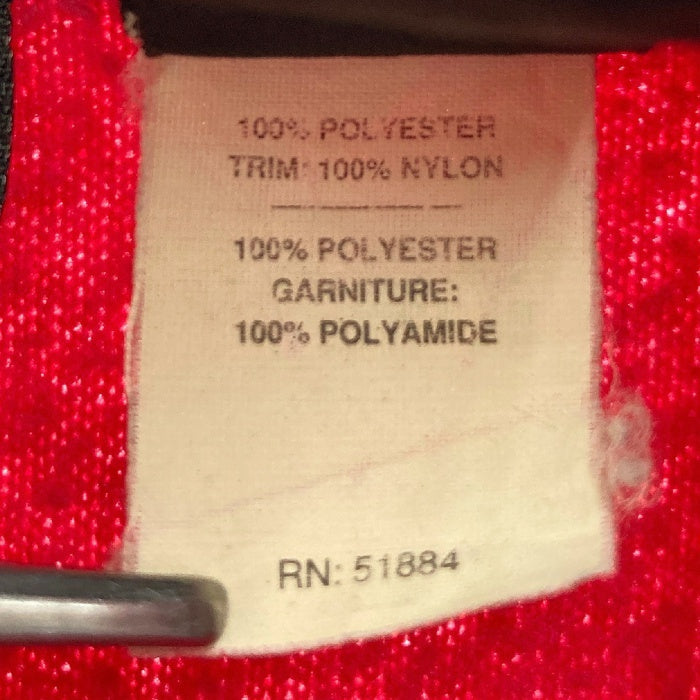 100% POLYESTER
TRIM: 100% NYLON
100% POLYESTER
GARNITURE:
100% POLYAMIDE
RN: 51884